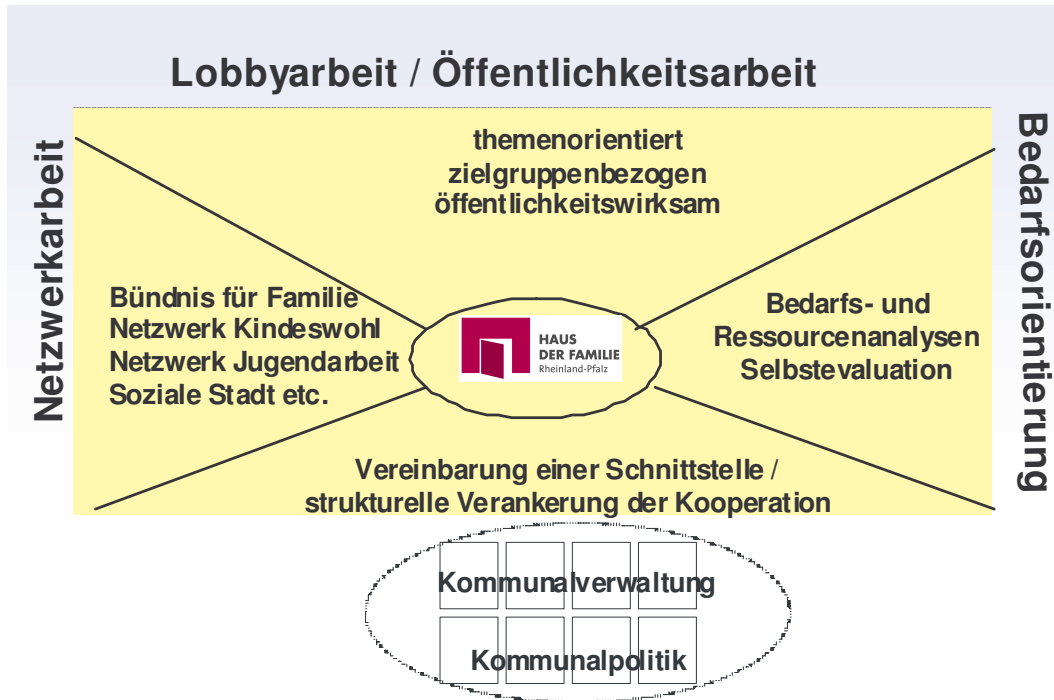 Lobbyarbeit / Öffentlichkeitsarbeit
Netzwerkarbeit
themenorientiert
zielgruppenbezogen
öffentlichkeitswirksam
Bedarfsorientierung
Bündnis für Familie
Netzwerk Kindeswohl
Netzwerk Jugendarbeit
Soziale Stadt etc.
HAUS
DER FAMILIE
Rheinland-Pfalz
Bedarfs- und
Ressourcenanalysen
Selbstevaluation
Vereinbarung einer Schnittstelle /
strukturelle Verankerung der Kooperation
Kommunalverwaltung
Kommunalpolitik